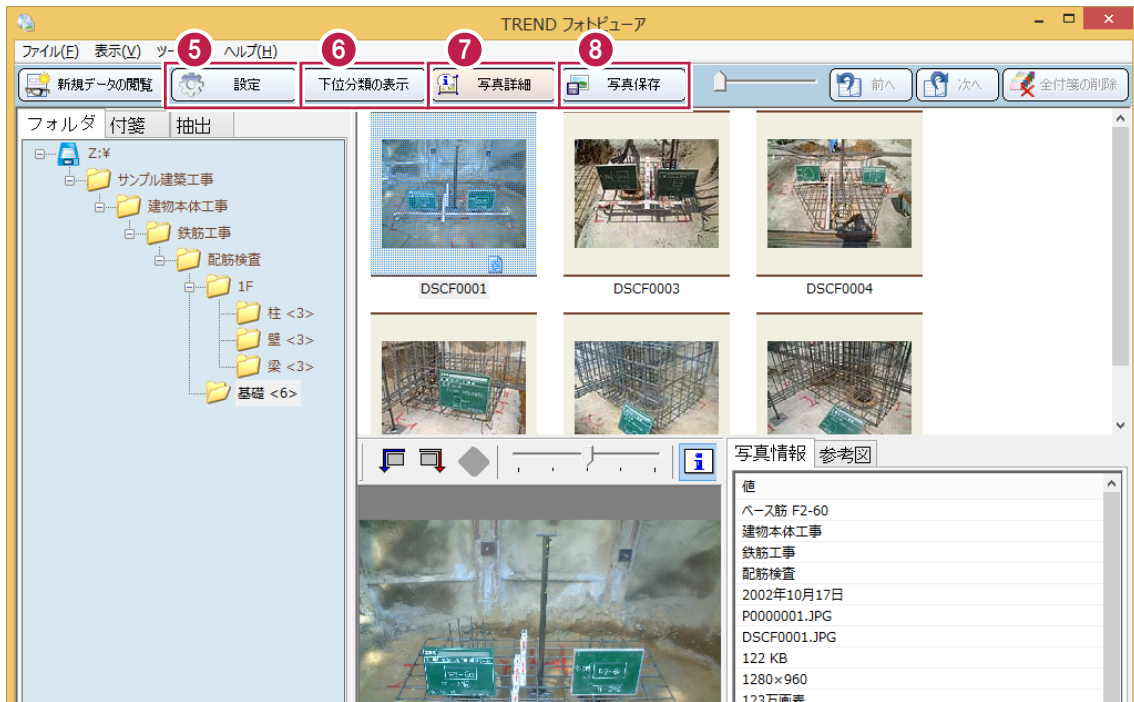 TREND フォトビューア
ファイル(F) 表示(V) ツー ヘルプ(H)
5 6 7 8
新規データの閲覧 設定 下位分類の表示 写真詳細 写真保存 前へ 次へ 全付箋の削除
フォルダ 付箋 抽出
Z:¥
サンプル建築工事
建物本体工事
鉄筋工事
配筋検査
1F
柱 <3>
壁 <3>
梁 <3>
基礎 <6>
DSCF0001 DSCF0003 DSCF0004
写真情報 参考図
値
ベース筋 F2-60
建物本体工事
鉄筋工事
配筋検査
2002年10月17日
P0000001.JPG
DSCF0001.JPG
122 KB
1280×960
123万画素